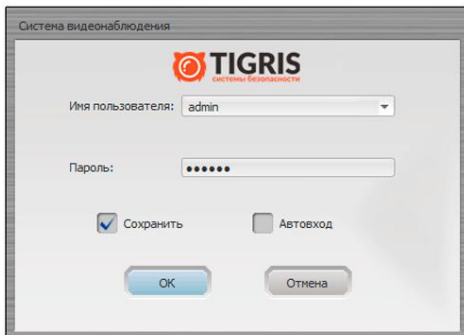 Система видеонаблюдения
TIGRIS
системы безопасности
Имя пользователя: admin
Пароль: ••••••
Сохранить Автовход
OK Отмена